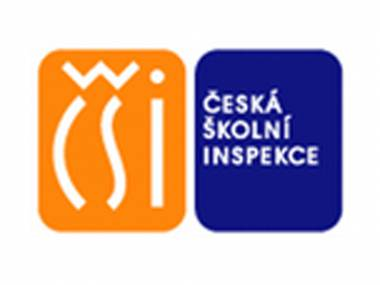 ČŠI
ČESKÁ
ŠKOLNÍ
INSPEKCE